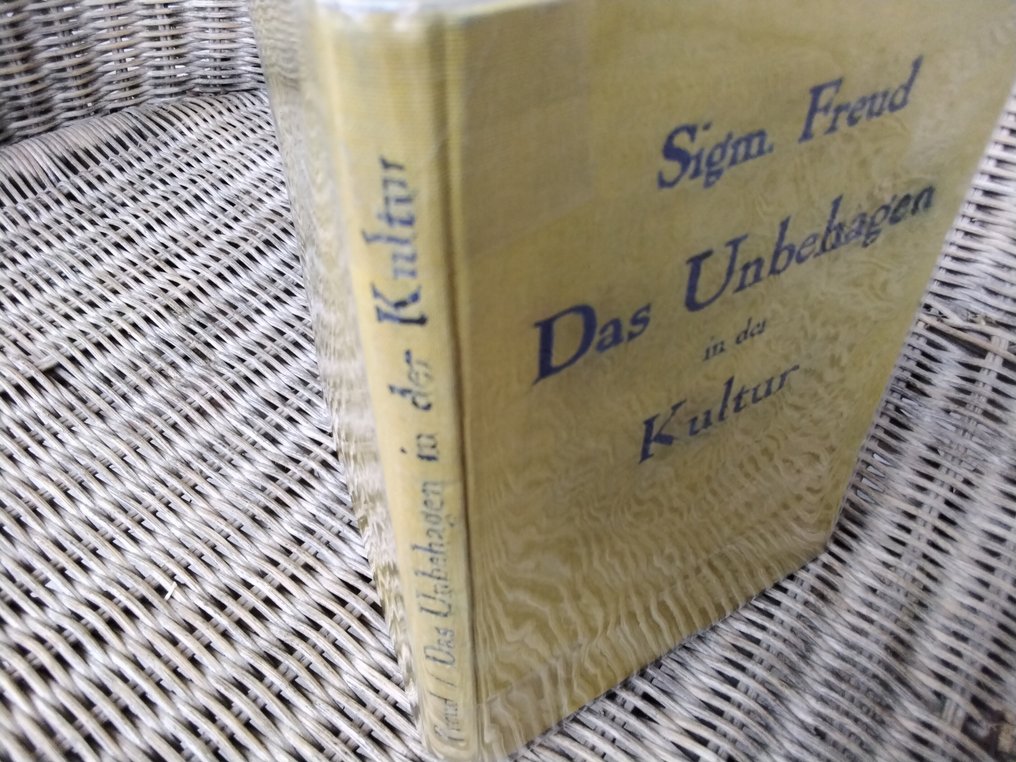 Sigm. Freud
Das Unbehagen
in der
Kultur
Freud / Das Unbehagen in der Kultur